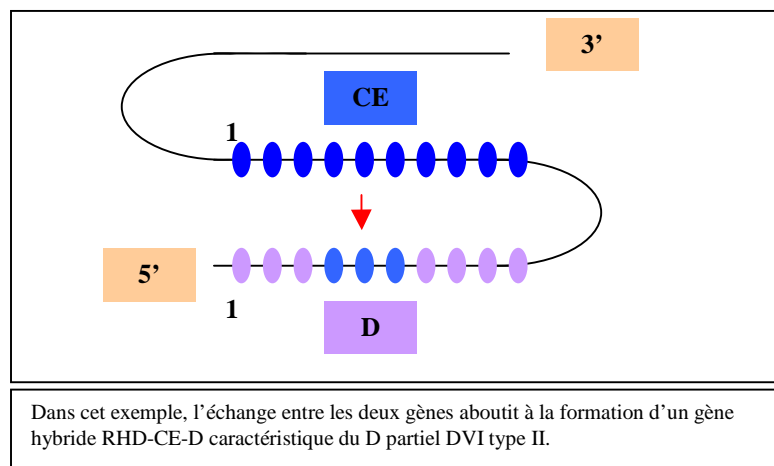 3’
CE
1
5’
1
D
Dans cet exemple, l’échange entre les deux gènes aboutit à la formation d’un gène
hybride RHD-CE-D caractéristique du D partiel DVI type II.